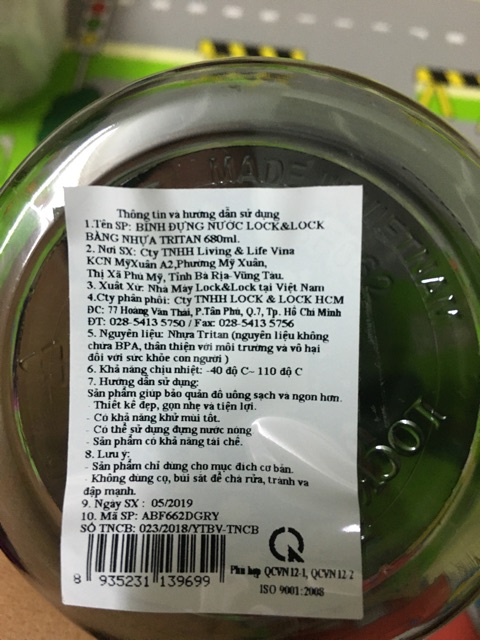 MADE IN VIETNAM
Thông tin và hướng dẫn sử dụng
1.Tên SP: BÌNH ĐỰNG NƯỚC LOCK&LOCK
BẰNG NHỰA TRITAN 680ml.
2. Nơi SX: Cty TNHH Living & Life Vina
KCN MỹXuân A2,Phường Mỹ Xuân,
Thị Xã Phú Mỹ, Tỉnh Bà Rịa-Vũng Tàu.
3. Xuất Xứ: Nhà Máy Lock&Lock tại Việt Nam
4.Cty phân phối: Cty TNHH LOCK & LOCK HCM
ĐC: 77 Hoàng Văn Thái, P.Tân Phú, Q.7, Tp. Hồ Chí Minh
ĐT: 028-5413 5750 / Fax: 028-5413 5756
5. Nguyên liệu: Nhựa Tritan (nguyên liệu không
chứa BPA, thân thiện với môi trường và vô hại
đối với sức khỏe con người )
6. Khả năng chịu nhiệt: -40 độ C~ 110 độ C
7. Hướng dẫn sử dụng:
Sản phẩm giúp bảo quản đồ uống sạch và ngon hơn.
- Thiết kế đẹp, gọn nhẹ và tiện lợi.
- Có khả năng khử mùi tốt.
- Có thể sử dụng đựng nước nóng
- Sản phẩm có khả năng tái chế.
8. Lưu ý:
- Sản phẩm chỉ dùng cho mục đích cơ bản.
- Không dùng cọ, bùi sắt để chà rửa, tránh va
đập mạnh.
9. Ngày SX : 05/2019
10. Mã SP: ABF662DGRY
SỐ TNCB: 023/2018/YTBV-TNCB
8 935231 139699
Phù hợp QCVN 12-1, QCVN 12-2
ISO 9001:2008